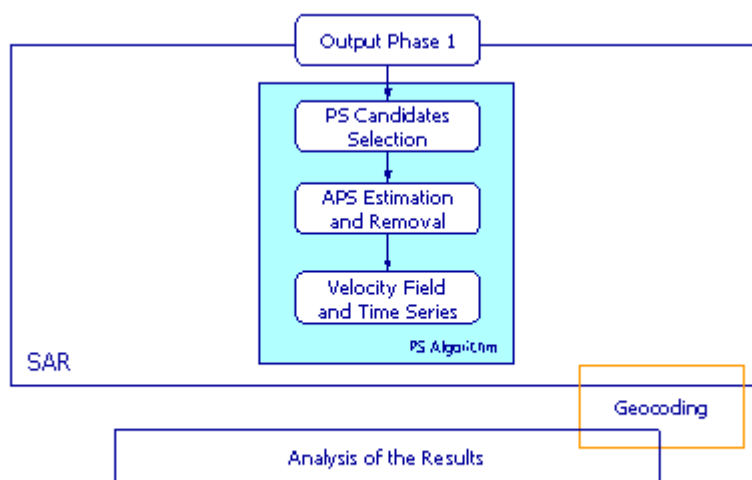 Output Phase 1
PS Candidates
Selection
APS Estimation
and Removal
Velocity Field
and Time Series
PS Algorithm
SAR
Geocoding
Analysis of the Results